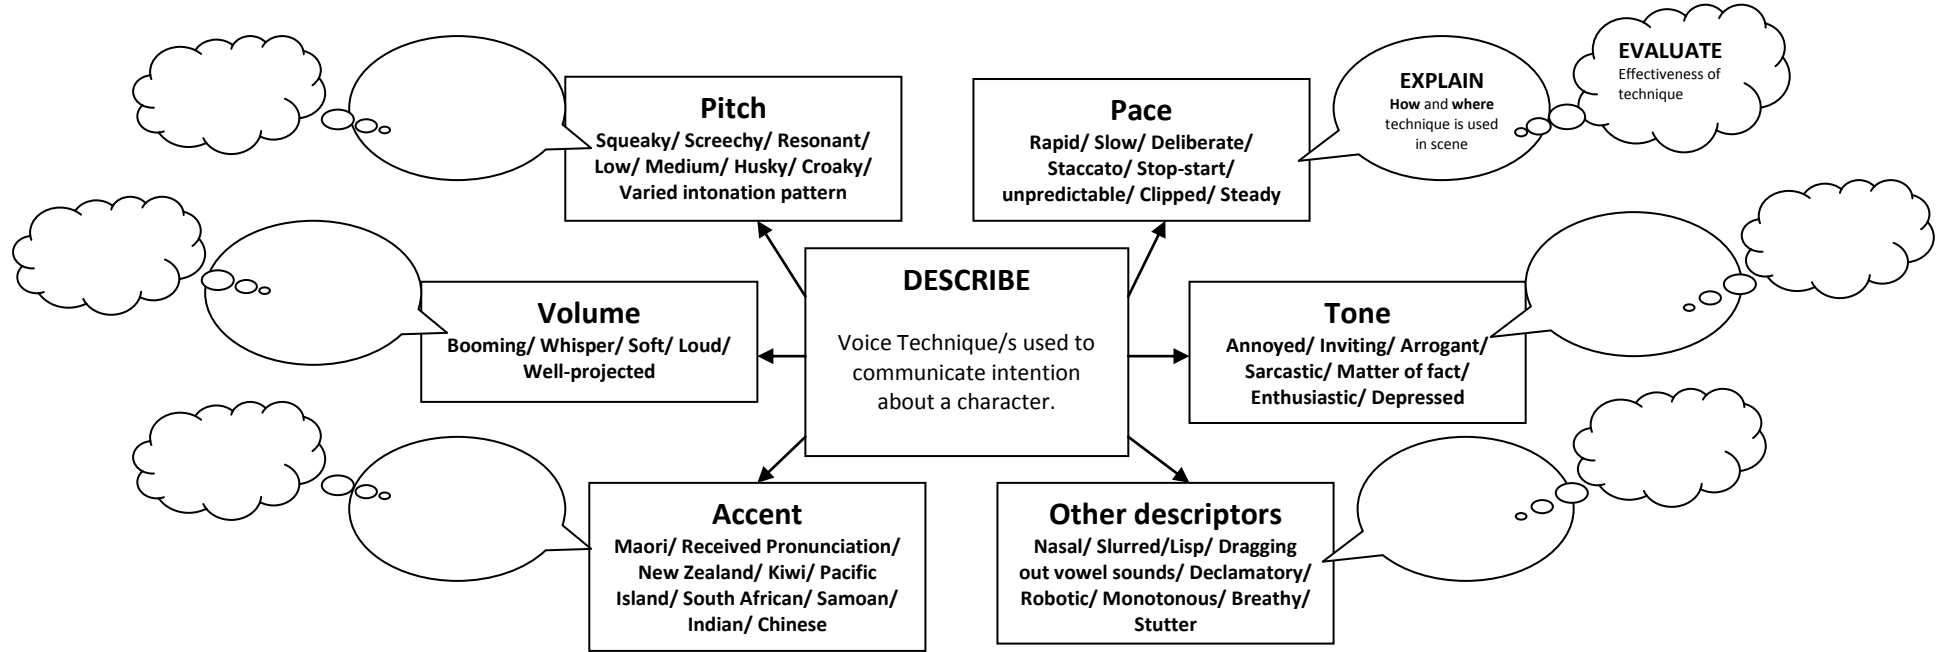 EVALUATE
Effectiveness of
technique
EXPLAIN
How and where
technique is used
in scene
Pitch
Squeaky/ Screechy/ Resonant/
Low/ Medium/ Husky/ Croaky/
Varied intonation pattern
Pace
Rapid/ Slow/ Deliberate/
Staccato/ Stop-start/
unpredictable/ Clipped/ Steady
DESCRIBE
Voice Technique/s used to
communicate intention
about a character.
Volume
Booming/ Whisper/ Soft/ Loud/
Well-projected
Tone
Annoyed/ Inviting/ Arrogant/
Sarcastic/ Matter of fact/
Enthusiastic/ Depressed
Accent
Maori/ Received Pronunciation/
New Zealand/ Kiwi/ Pacific
Island/ South African/ Samoan/
Indian/ Chinese
Other descriptors
Nasal/ Slurred/Lisp/ Dragging
out vowel sounds/ Declamatory/
Robotic/ Monotonous/ Breathy/
Stutter